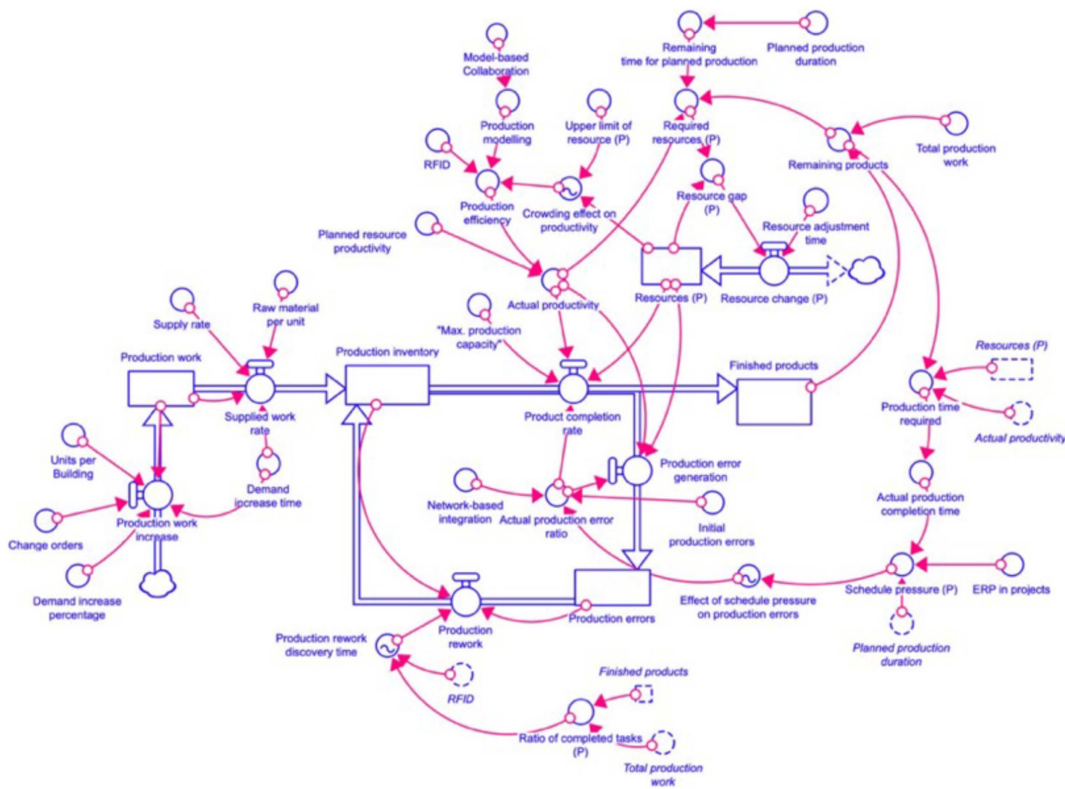 Model-based
Collaboration
Remaining
time for planned production
Planned production
duration
Production
modelling
Upper limit of
resource (P)
Required
resources (P)
Total production
work
Remaining products
RFID
Production
efficiency
Crowding effect on
productivity
Resource gap
(P)
Resource adjustment
time
Planned resource
productivity
Actual productivity
Resources (P)
Resource change (P)
Supply rate
Raw material
per unit
"Max. production
capacity"
Production work
Production inventory
Finished products
Resources (P)
Supplied work
rate
Product completion
rate
Production time
required
Actual productivity
Units per
Building
Demand
increase time
Production error
generation
Network-based
integration
Actual production error
ratio
Initial
production errors
Actual production
completion time
Change orders
Production work
increase
Demand increase
percentage
Production errors
Effect of schedule pressure
on production errors
Schedule pressure (P)
ERP in projects
Production rework
discovery time
Production
rework
Planned production
duration
RFID
Finished products
Ratio of completed tasks
(P)
Total production
work